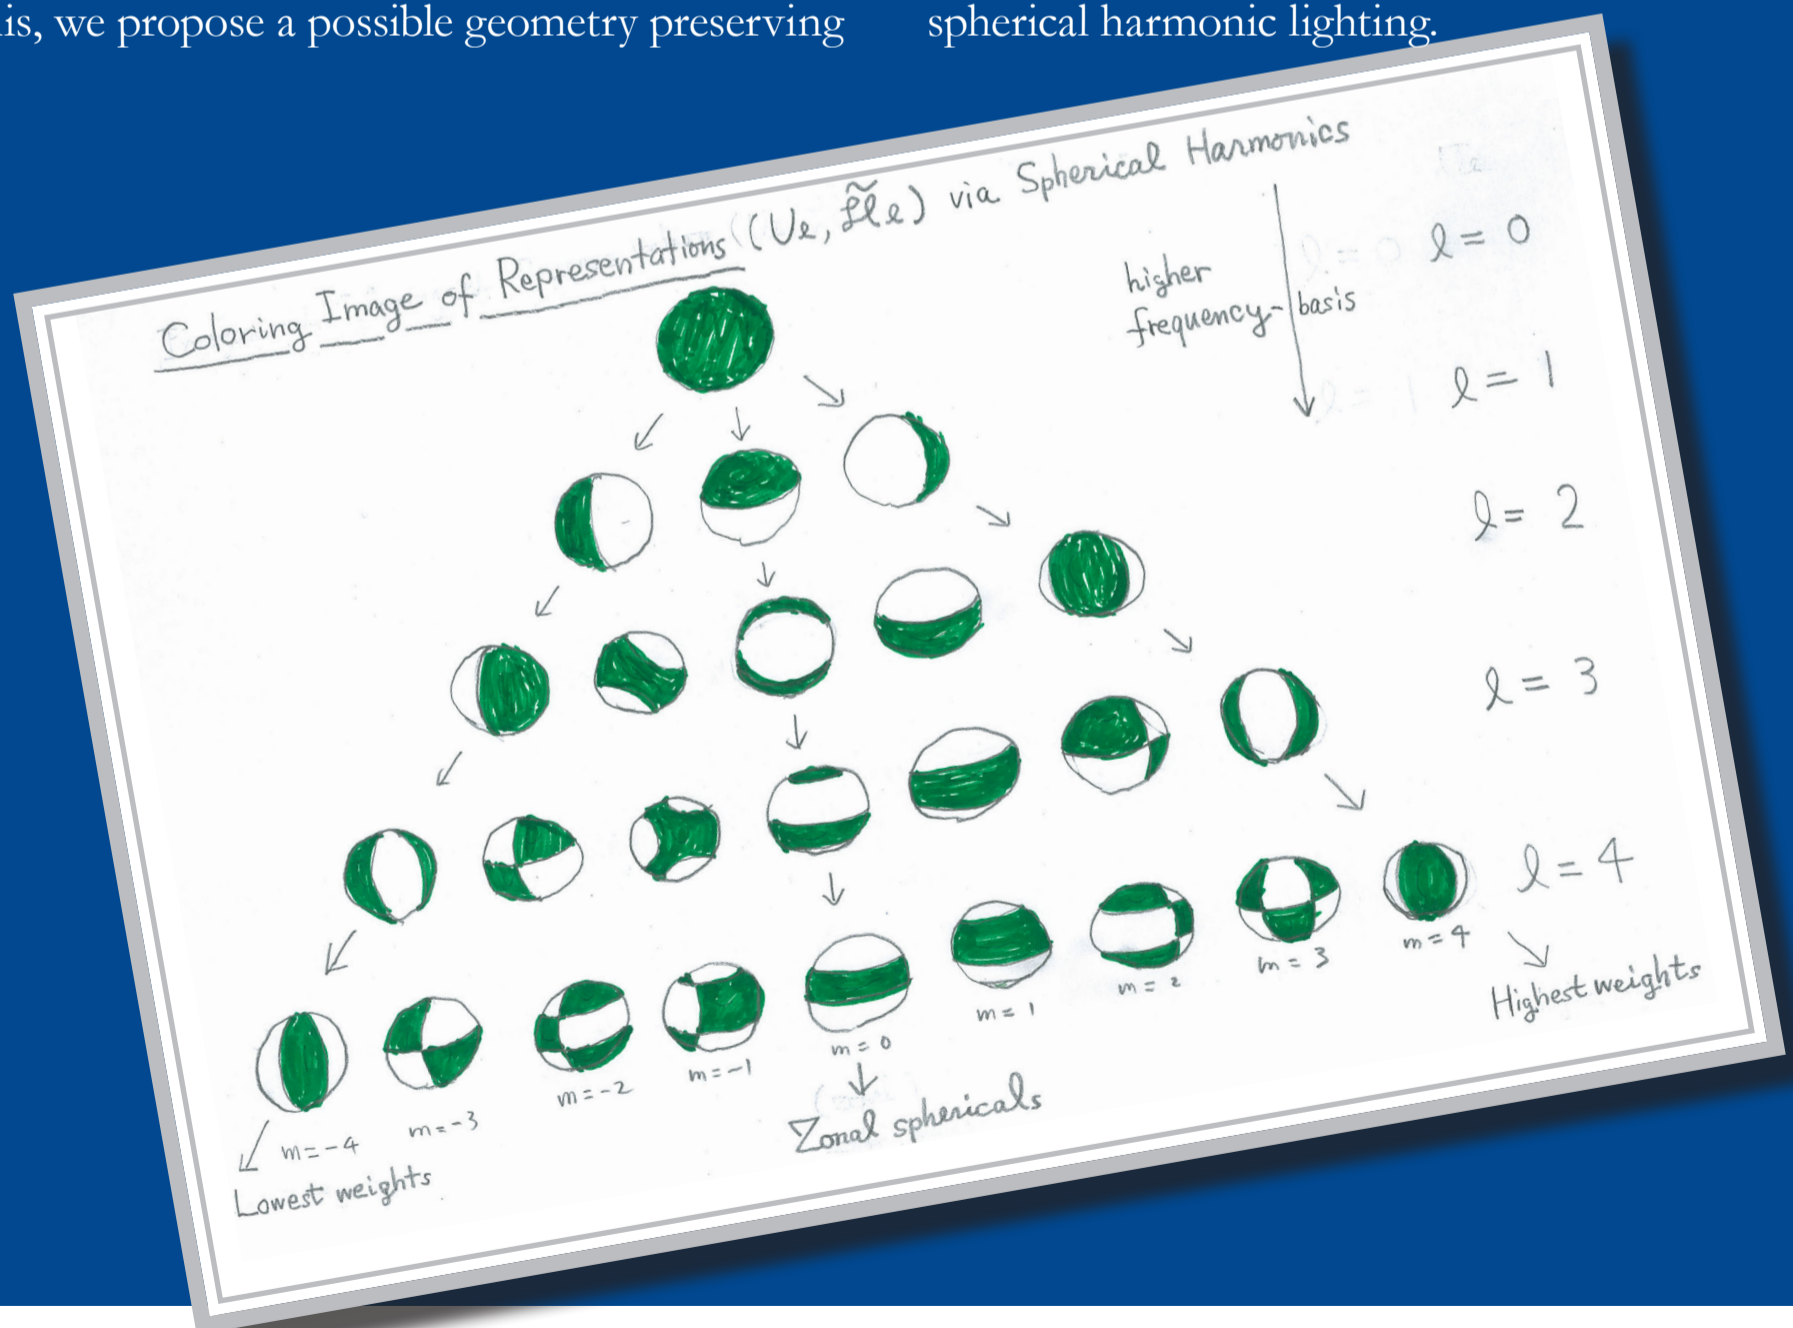 is, we propose a possible geometry preserving
spherical harmonic lighting.
Coloring Image of Representations (Ul, H̃l) via Spherical Harmonics
higher
frequency-basis
l = 0
l = 1
l = 2
l = 3
l = 4
m = 4
m = 3
m = 2
m = 1
m = 0
m = -1
m = -2
m = -3
m = -4
Highest weights
Zonal sphericals
Lowest weights